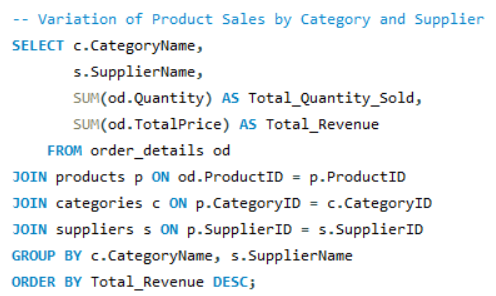 -- Variation of Product Sales by Category and Supplier
SELECT c.CategoryName,
       s.SupplierName,
       SUM(od.Quantity) AS Total_Quantity_Sold,
       SUM(od.TotalPrice) AS Total_Revenue
    FROM order_details od
JOIN products p ON od.ProductID = p.ProductID
JOIN categories c ON p.CategoryID = c.CategoryID
JOIN suppliers s ON p.SupplierID = s.SupplierID
GROUP BY c.CategoryName, s.SupplierName
ORDER BY Total_Revenue DESC;